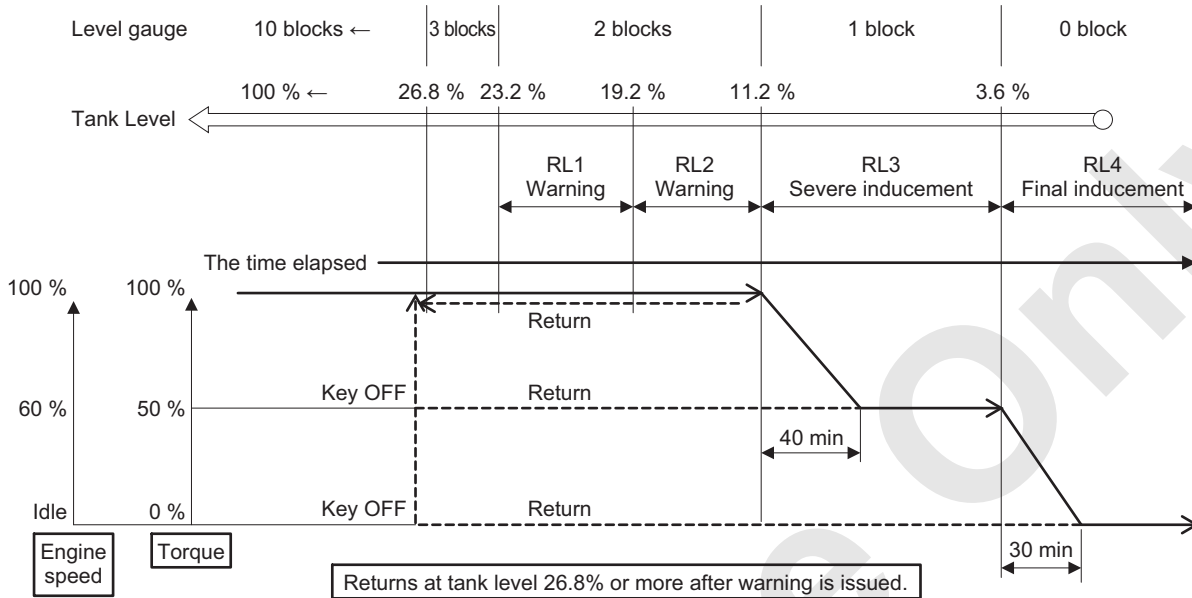 Level gauge 10 blocks ← 3 blocks 2 blocks 1 block 0 block
100 % ← 26.8 % 23.2 % 19.2 % 11.2 % 3.6 %
Tank Level
RL1 RL2 RL3 RL4
Warning Warning Severe inducement Final inducement
The time elapsed
100 % 100 %
Return
Key OFF Return
60 % 50 %
40 min
Key OFF Return
Idle 0 %
Engine speed
Torque
30 min
Returns at tank level 26.8% or more after warning is issued.
e Only